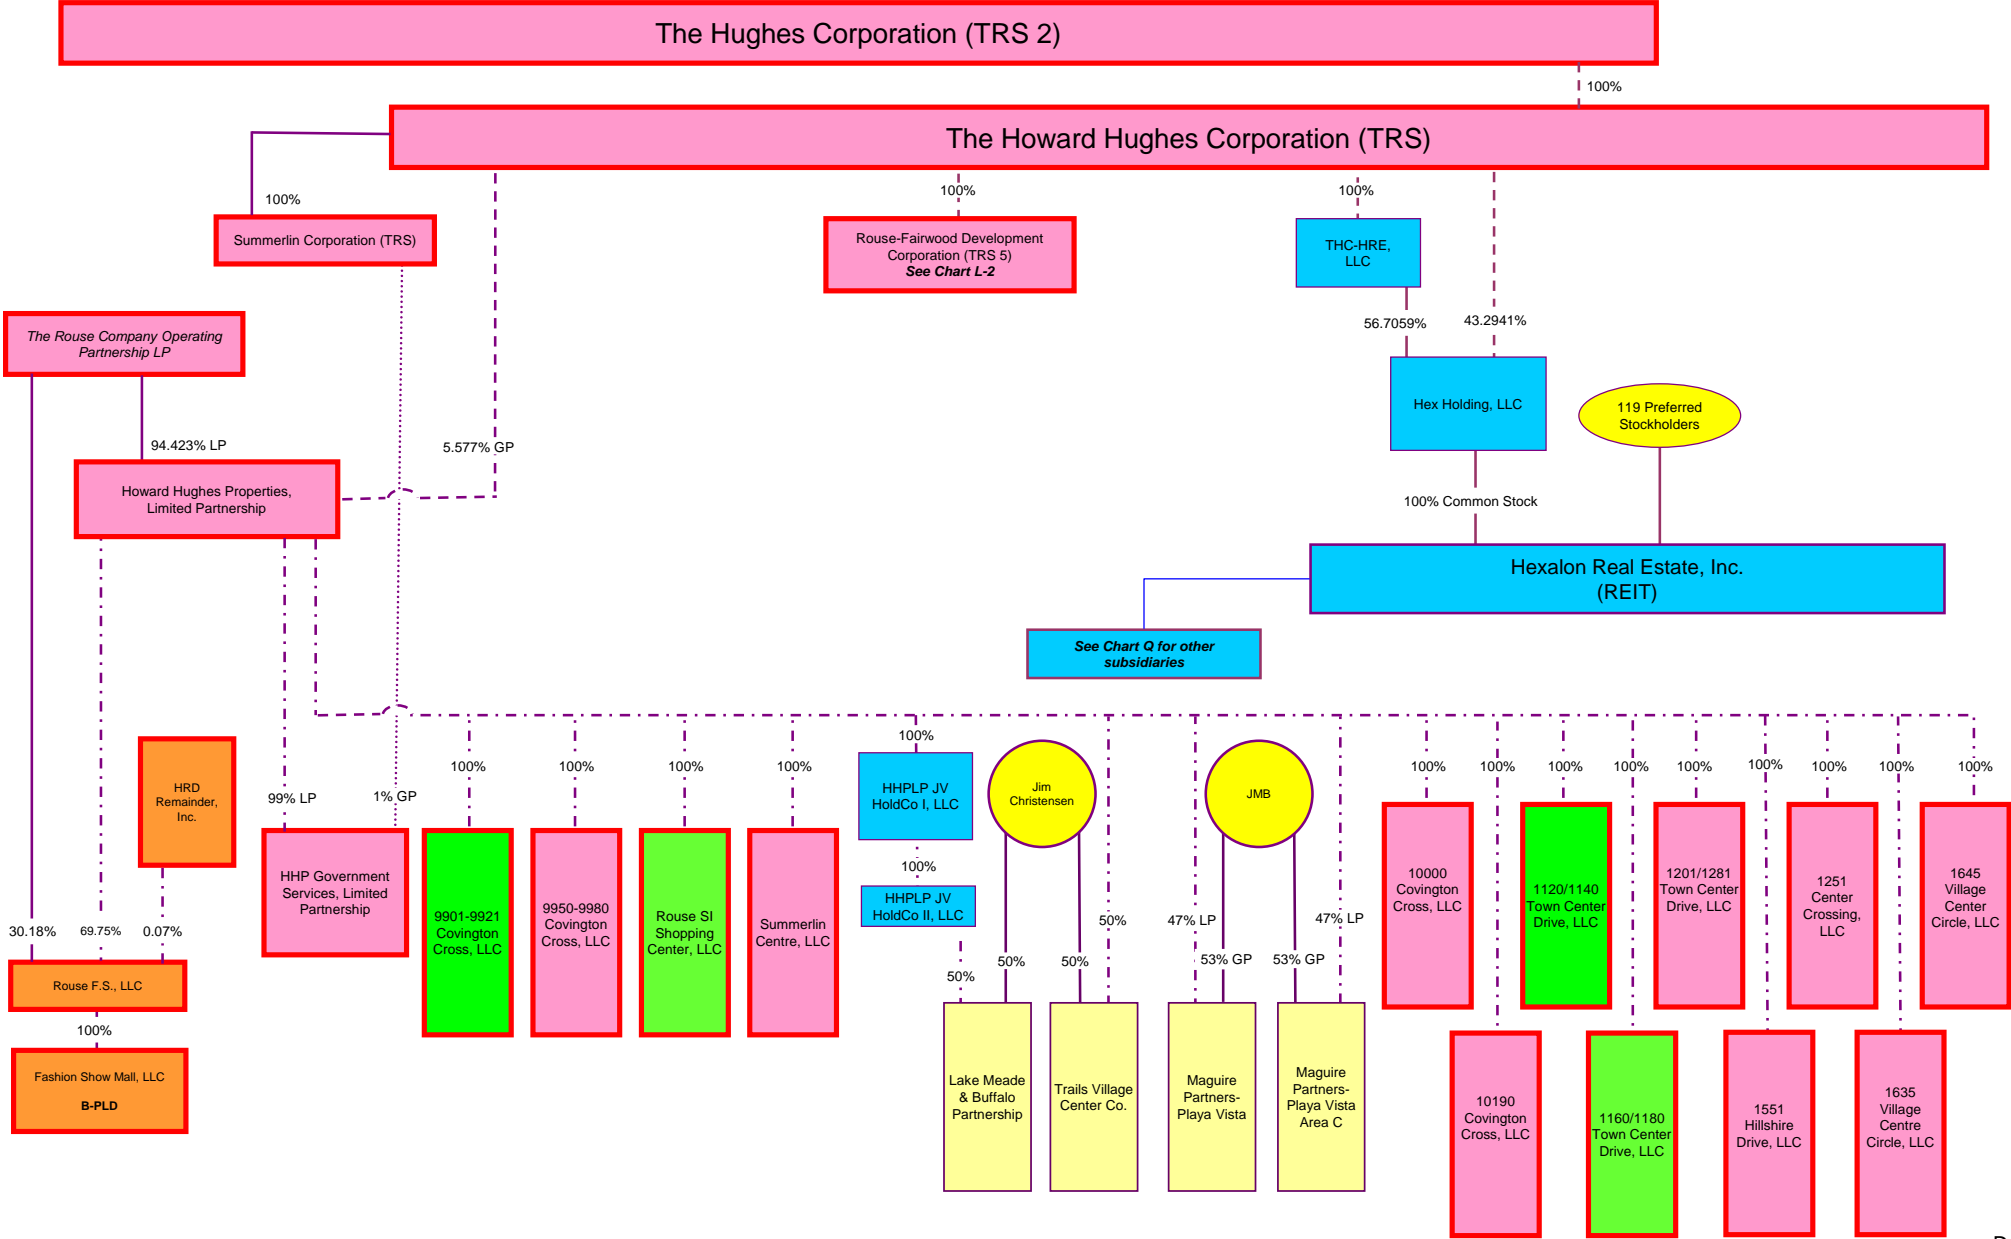 The Hughes Corporation (TRS 2)
100%
The Howard Hughes Corporation (TRS)
100%
100%
100%
Summerlin Corporation (TRS)
Rouse-Fairwood Development
Corporation (TRS 5)
See Chart L-2
THC-HRE,
LLC
56.7059%
43.2941%
The Rouse Company Operating
Partnership LP
Hex Holding, LLC
119 Preferred
Stockholders
94.423% LP
5.577% GP
Howard Hughes Properties,
Limited Partnership
100% Common Stock
Hexalon Real Estate, Inc.
(REIT)
See Chart Q for other
subsidiaries
HRD
Remainder,
Inc.
99% LP
1% GP
100%
100%
100%
100%
100%
HHPLP JV
HoldCo I, LLC
100%
HHPLP JV
HoldCo II, LLC
Jim
Christensen
JMB
100%
100%
100%
100%
100%
100%
100%
100%
100%
HHP Government
Services, Limited
Partnership
9901-9921
Covington
Cross, LLC
9950-9980
Covington
Cross, LLC
Rouse SI
Shopping
Center, LLC
Summerlin
Centre, LLC
10000
Covington
Cross, LLC
1120/1140
Town Center
Drive, LLC
1201/1281
Town Center
Drive, LLC
1251
Center
Crossing,
LLC
1645
Village
Center
Circle, LLC
30.18%
69.75%
0.07%
50%
50%
50%
50%
47% LP
53% GP
53% GP
47% LP
Rouse F.S., LLC
100%
Fashion Show Mall, LLC
B-PLD
Lake Meade
& Buffalo
Partnership
Trails Village
Center Co.
Maguire
Partners-
Playa Vista
Maguire
Partners-
Playa Vista
Area C
10190
Covington
Cross, LLC
1160/1180
Town Center
Drive, LLC
1551
Hillshire
Drive, LLC
1635
Village
Centre
Circle, LLC